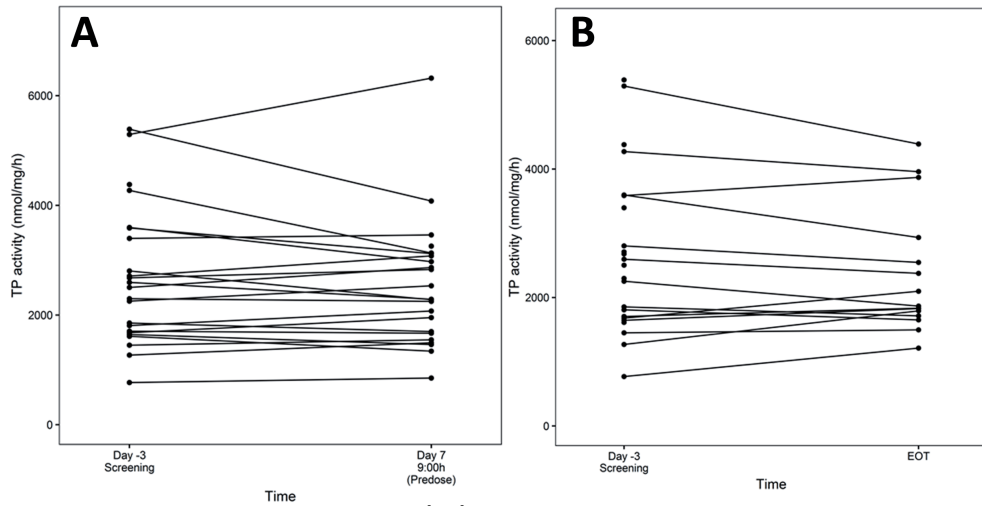 A
TP activity (nmol/mg/h)
6000
4000
2000
0
Day -3
Screening
Day 7
9:00h
(Predose)
Time
B
TP activity (nmol/mg/h)
6000
4000
2000
0
Day -3
Screening
EOT
Time